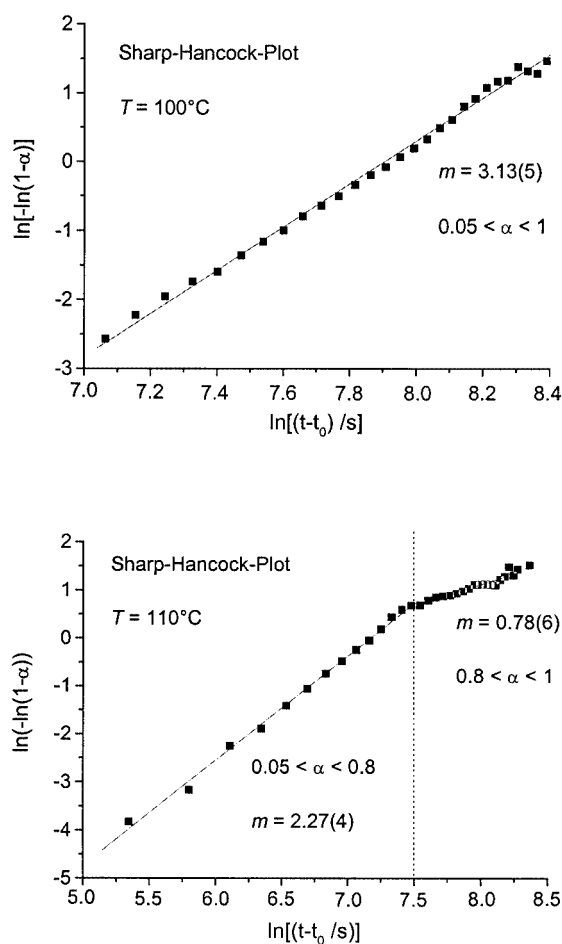 2
Sharp-Hancock-Plot
1
T = 100°C
0
m = 3.13(5)
-1
0.05 < α < 1
-2
-3
ln[-ln(1-α)]
7.0 7.2 7.4 7.6 7.8 8.0 8.2 8.4
ln[(t-t0) /s]
2
Sharp-Hancock-Plot
1
T = 110°C
m = 0.78(6)
0
0.8 < α < 1
-1
-2
0.05 < α < 0.8
-3
m = 2.27(4)
-4
-5
ln(-ln(1-α))
5.0 5.5 6.0 6.5 7.0 7.5 8.0 8.5
ln[(t-t0 /s)]